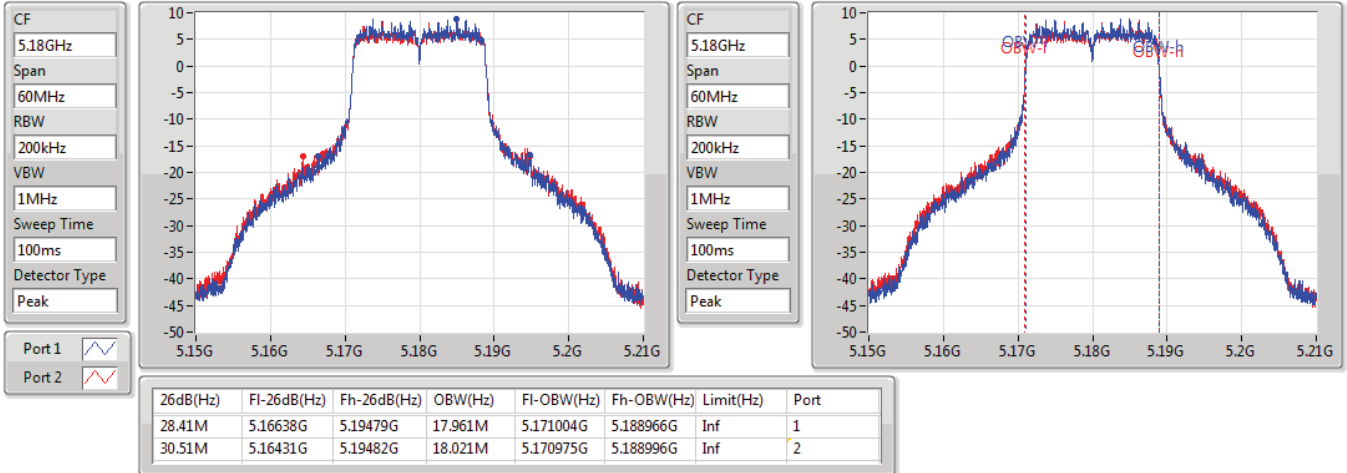 CF
5.18GHz
Span
60MHz
RBW
200kHz
VBW
1MHz
Sweep Time
100ms
Detector Type
Peak
Port 1
Port 2
10
5
0
-5
-10
-15
-20
-25
-30
-35
-40
-45
-50
5.15G 5.16G 5.17G 5.18G 5.19G 5.2G 5.21G
CF
5.18GHz
Span
60MHz
RBW
200kHz
VBW
1MHz
Sweep Time
100ms
Detector Type
Peak
10
5
0
-5
-10
-15
-20
-25
-30
-35
-40
-45
-50
OBW-l OBW-h
OBW-l OBW-h
5.15G 5.16G 5.17G 5.18G 5.19G 5.2G 5.21G
26dB(Hz) Fl-26dB(Hz) Fh-26dB(Hz) OBW(Hz) Fl-OBW(Hz) Fh-OBW(Hz) Limit(Hz) Port
28.41M 5.16638G 5.19479G 17.961M 5.171004G 5.188966G Inf 1
30.51M 5.16431G 5.19482G 18.021M 5.170975G 5.188996G Inf 2